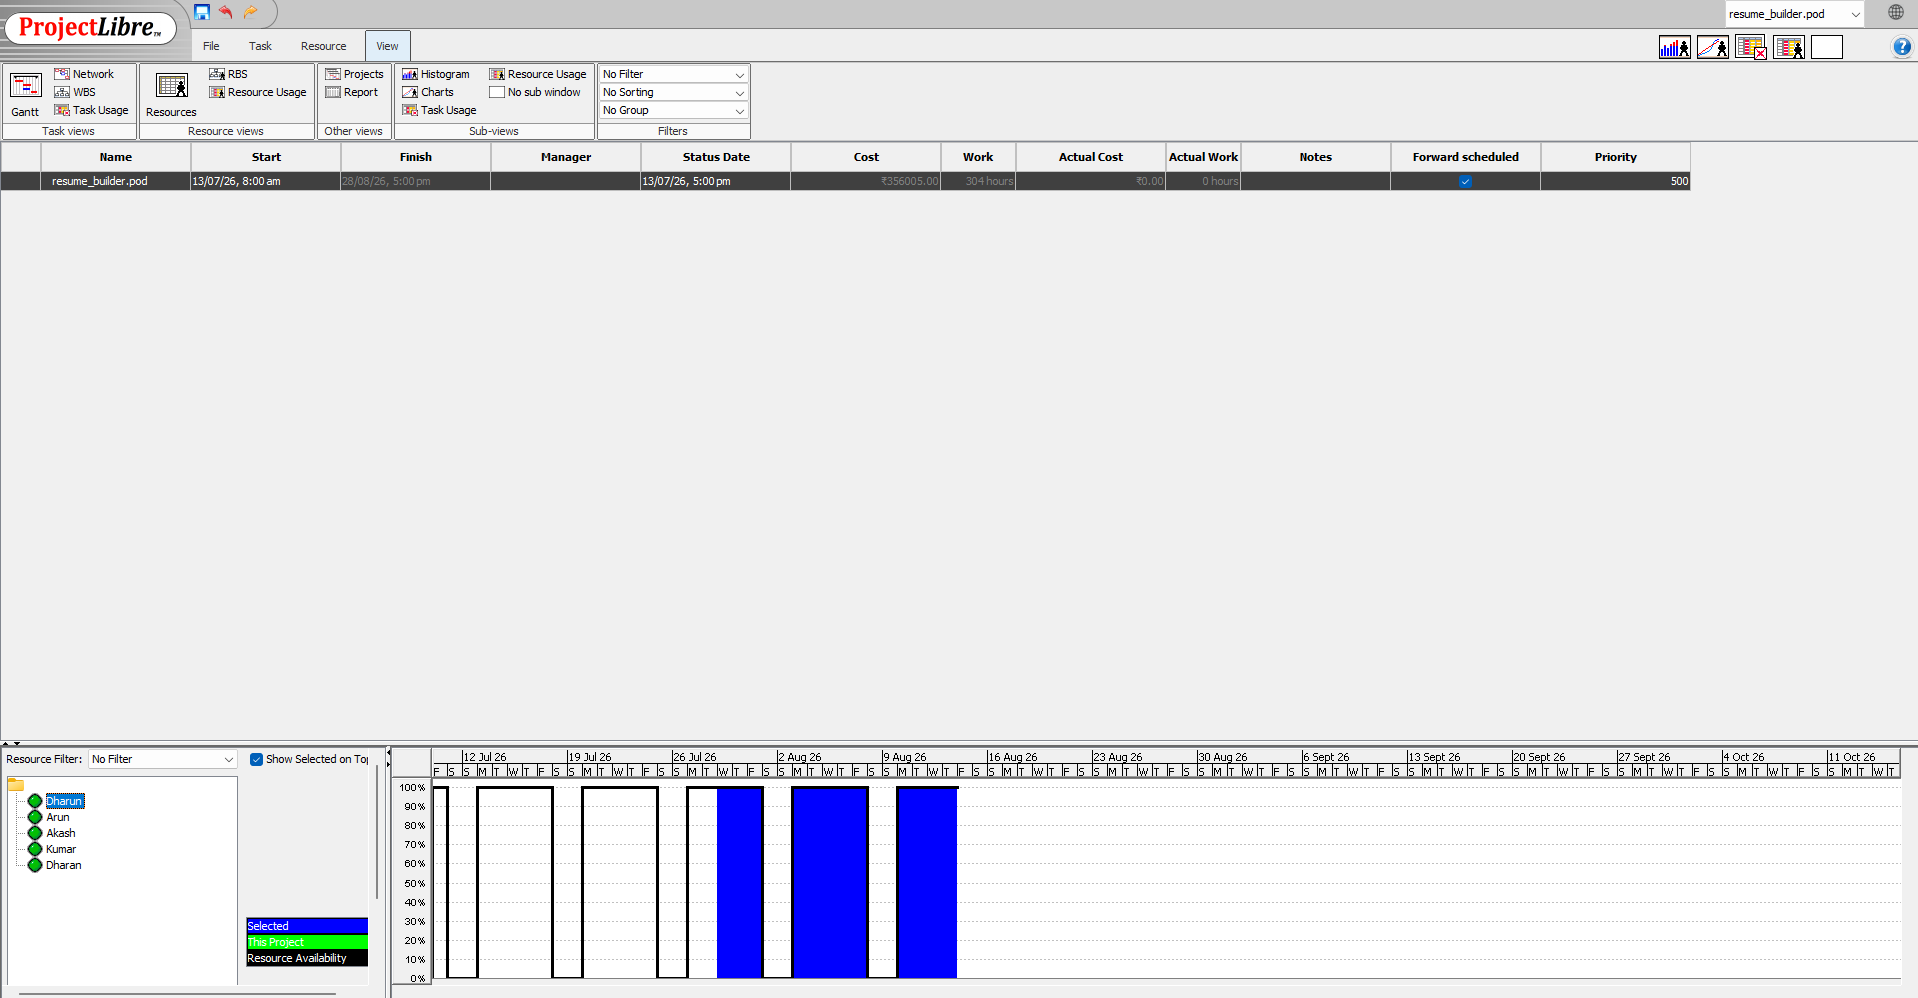 ProjectLibre™
resume_builder.pod
File Task Resource View
Gantt
Network
WBS
Task Usage
Task views
Resources
RBS
Resource Usage
Resource views
Projects
Report
Other views
Histogram
Charts
Task Usage
Resource Usage
No sub window
Sub-views
No Filter
No Sorting
No Group
Filters
Name Start Finish Manager Status Date Cost Work Actual Cost Actual Work Notes Forward scheduled Priority
resume_builder.pod 13/07/26, 8:00 am 28/08/26, 5:00 pm 13/07/26, 5:00 pm ₹356005.00 304 hours ₹0.00 0 hours 500
Resource Filter: No Filter Show Selected on Top
Dharun
Arun
Akash
Kumar
Dharan
Selected
This Project
Resource Availability
12 Jul 26 19 Jul 26 26 Jul 26 2 Aug 26 9 Aug 26 16 Aug 26 23 Aug 26 30 Aug 26 6 Sept 26 13 Sept 26 20 Sept 26 27 Sept 26 4 Oct 26 11 Oct 26
F S S M T W T F S S M T W T F S S M T W T F S S M T W T F S S M T W T F S S M T W T F S S M T W T F S S M T W T F S S M T W T F S S M T W T F S S M T W T F S S M T W T F S S M T W T F S S M T W T
100%
90%
80%
70%
60%
50%
40%
30%
20%
10%
0%